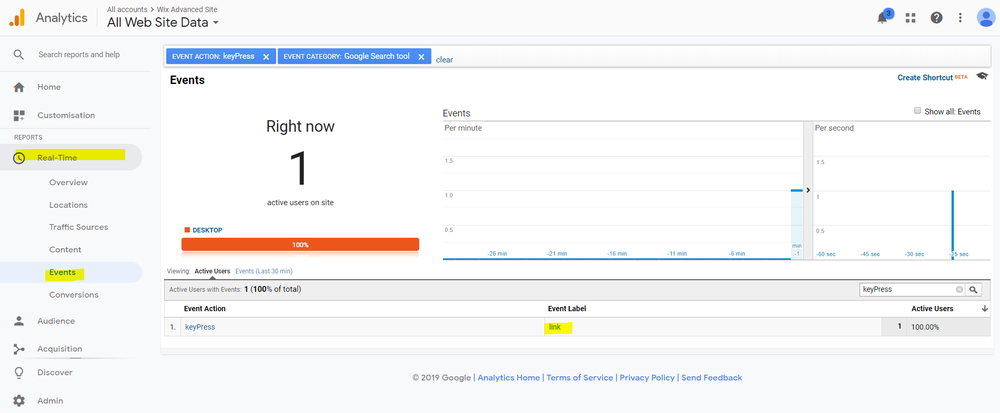 Analytics
All accounts > Wix Advanced Site
All Web Site Data
3
Search reports and help
Home
Customisation
REPORTS
Real-Time
Overview
Locations
Traffic Sources
Content
Events
Conversions
Audience
Acquisition
Discover
Admin
EVENT ACTION: keyPress
EVENT CATEGORY: Google Search tool
clear
Events
Create Shortcut BETA
Right now
1
active users on site
DESKTOP
100%
Events
Show all: Events
Per minute
1.5
1.0
0.5
-26 min
-21 min
-16 min
-11 min
-6 min
min
-1
Per second
1.5
1
0.5
-60 sec
-45 sec
-30 sec
-15 sec
Viewing: Active Users Events (Last 30 min)
Active Users with Events: 1 (100% of total)
keyPress
Event Action Event Label Active Users
1. keyPress link 1 100.00%
© 2019 Google | Analytics Home | Terms of Service | Privacy Policy | Send Feedback